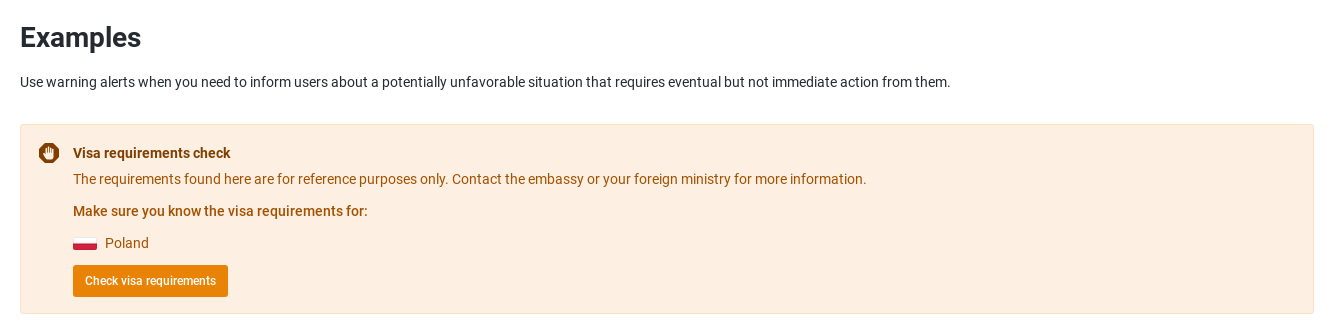 Examples
Use warning alerts when you need to inform users about a potentially unfavorable situation that requires eventual but not immediate action from them.
Visa requirements check
The requirements found here are for reference purposes only. Contact the embassy or your foreign ministry for more information.
Make sure you know the visa requirements for:
Poland
Check visa requirements